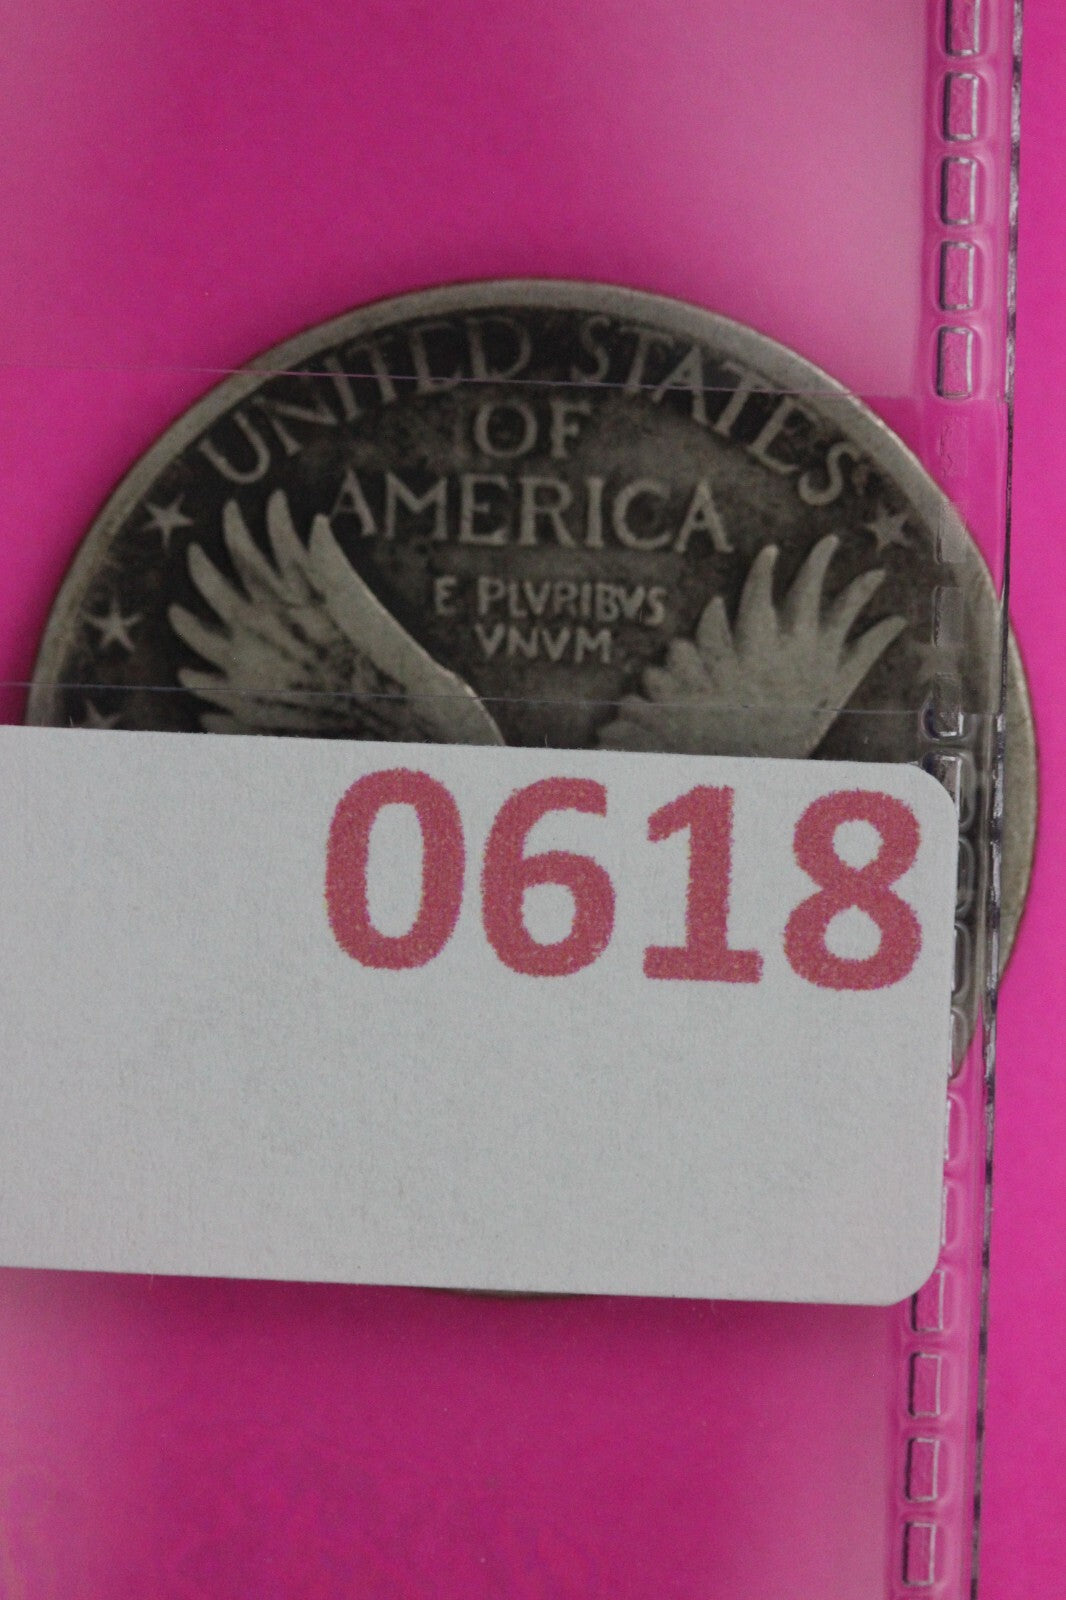 UNITED STATES
OF
AMERICA
E PLVRIBVS
VNVM
0618